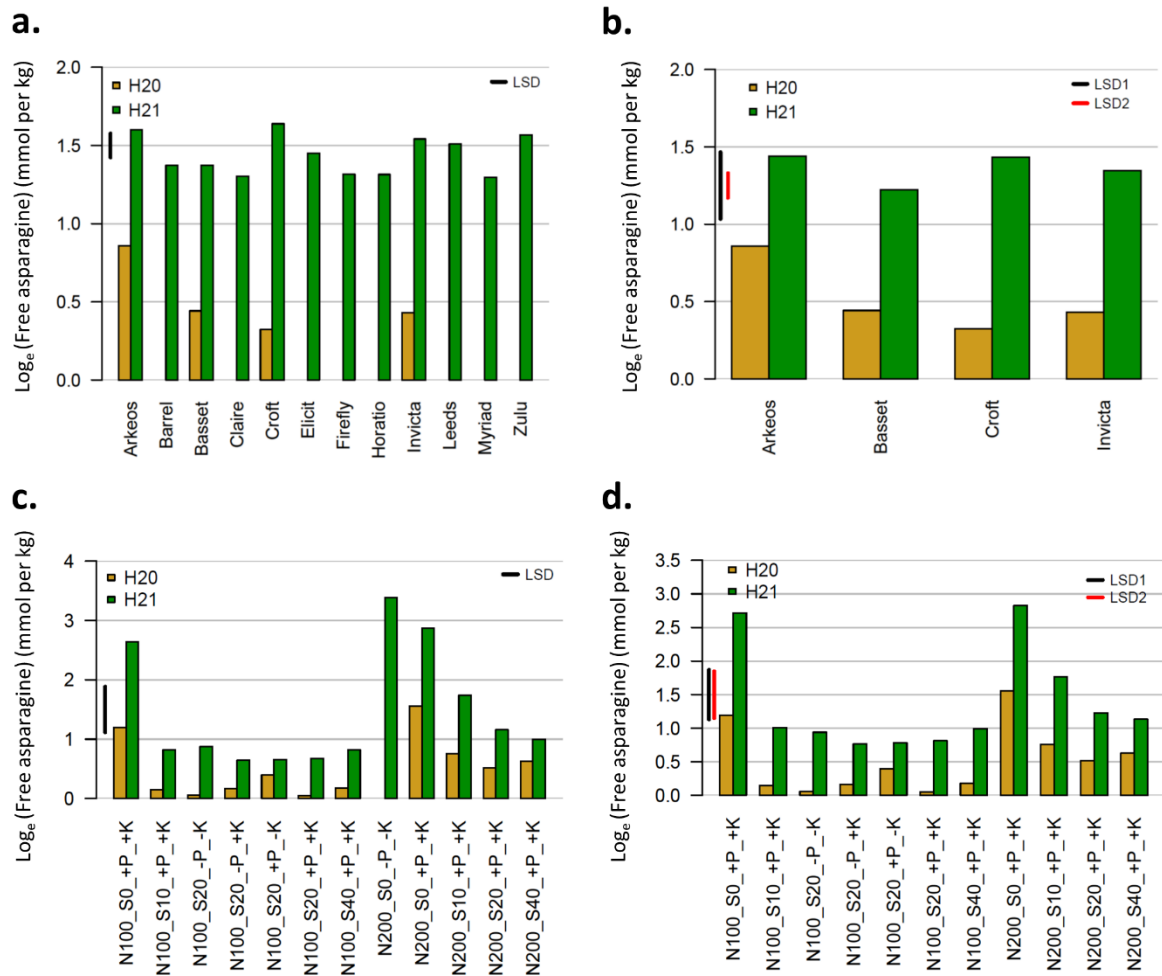 a.
Logₑ (Free asparagine) (mmol per kg)
2.0
1.5
1.0
0.5
0.0
H20
H21
LSD
Arkeos
Barrel
Basset
Claire
Croft
Elicit
Firefly
Horatio
Invicta
Leeds
Myriad
Zulu
b.
Logₑ (Free asparagine) (mmol per kg)
2.0
1.5
1.0
0.5
0.0
H20
H21
LSD1
LSD2
Arkeos
Basset
Croft
Invicta
c.
Logₑ (Free asparagine) (mmol per kg)
4
3
2
1
0
H20
H21
LSD
N100_S0_+P_+K
N100_S10_+P_+K
N100_S20_-P_-K
N100_S20_-P_+K
N100_S20_+P_-K
N100_S20_+P_+K
N100_S40_+P_+K
N200_S0_-P_-K
N200_S0_+P_+K
N200_S10_+P_+K
N200_S20_+P_+K
N200_S40_+P_+K
d.
Logₑ (Free asparagine) (mmol per kg)
3.5
3.0
2.5
2.0
1.5
1.0
0.5
0.0
H20
H21
LSD1
LSD2
N100_S0_+P_+K
N100_S10_+P_+K
N100_S20_-P_-K
N100_S20_-P_+K
N100_S20_+P_-K
N100_S20_+P_+K
N100_S40_+P_+K
N200_S0_+P_+K
N200_S10_+P_+K
N200_S20_+P_+K
N200_S40_+P_+K